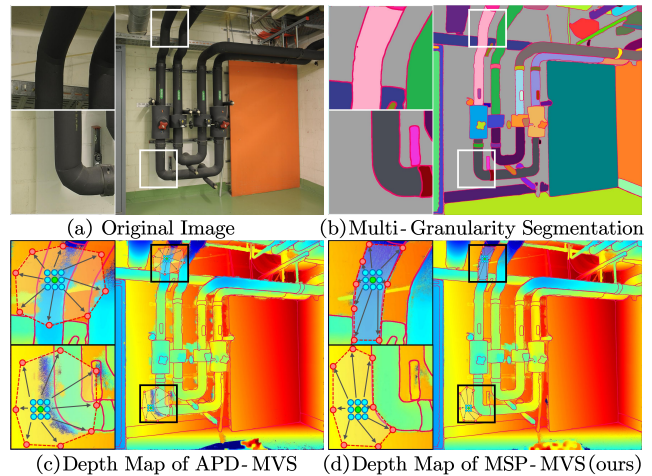 (a) Original Image
(b) Multi-Granularity Segmentation
(c) Depth Map of APD-MVS
(d) Depth Map of MSP-MVS(ours)